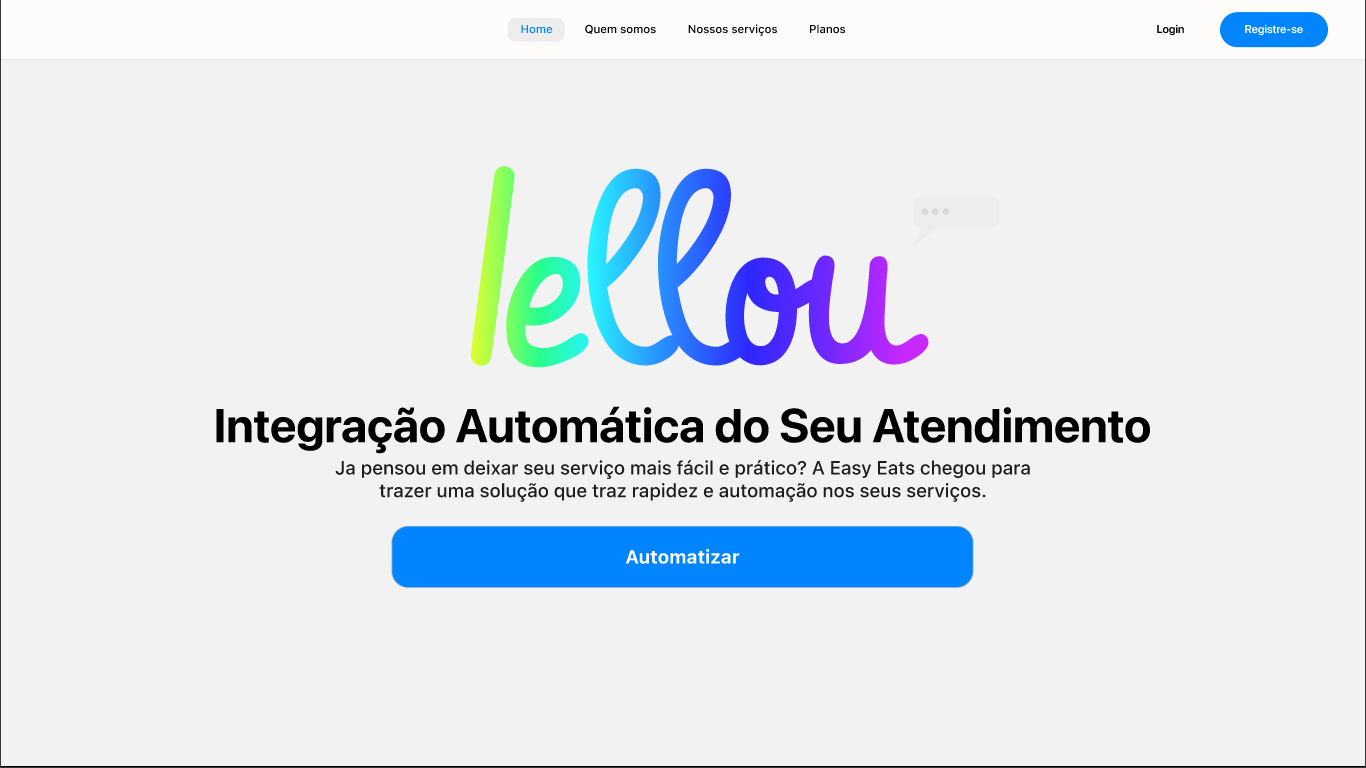 Home Quem somos Nossos serviços Planos Login Registre-se
lellou
Integração Automática do Seu Atendimento
Ja pensou em deixar seu serviço mais fácil e prático? A Easy Eats chegou para
trazer uma solução que traz rapidez e automação nos seus serviços.
Automatizar